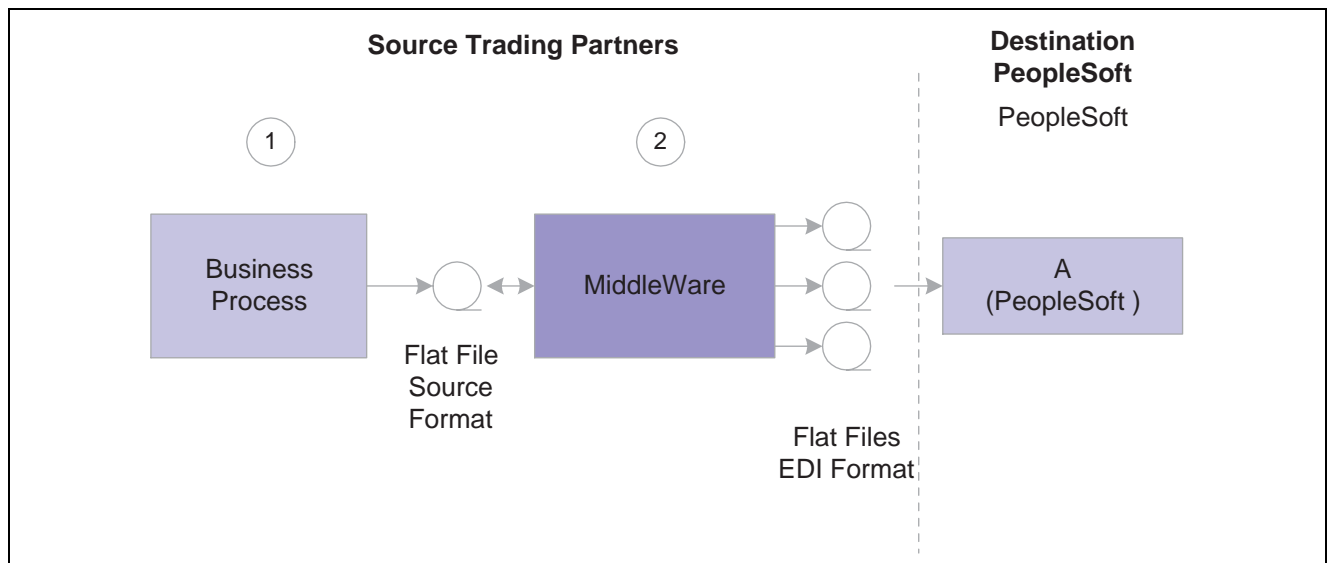 Source Trading Partners
Destination
PeopleSoft
PeopleSoft
1
2
Business
Process
MiddleWare
A
(PeopleSoft )
Flat File
Source
Format
Flat Files
EDI Format